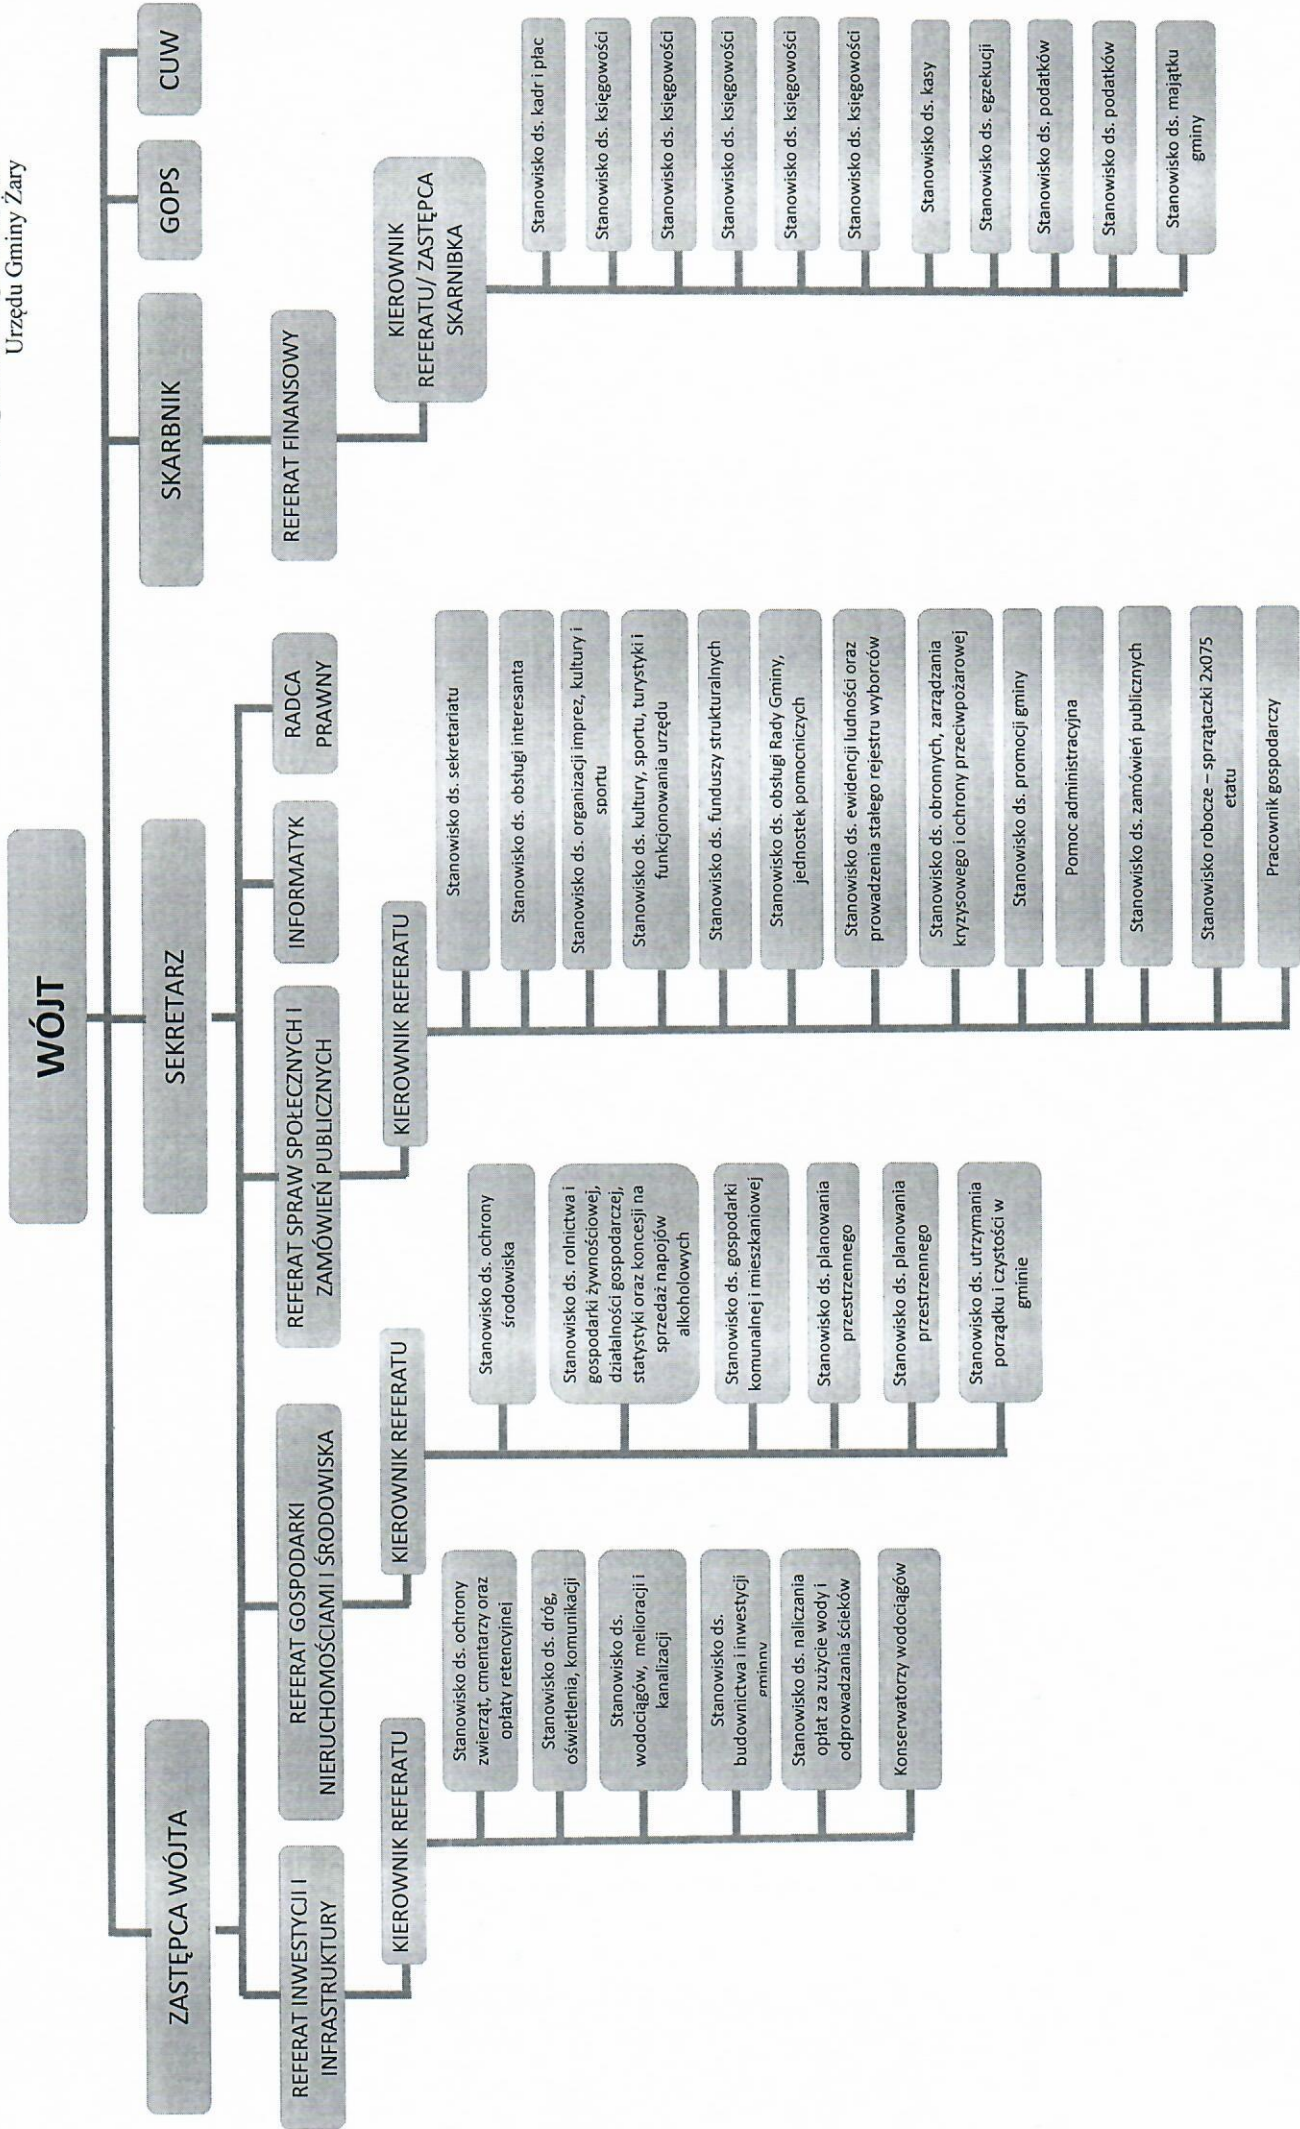 Urzędu Gminy Żary
WÓJT
ZASTĘPCA WÓJTA
SEKRETARZ
SKARBNIK
GOPS
CUW
REFERAT INWESTYCJI I
INFRASTRUKTURY
REFERAT GOSPODARKI
NIERUCHOMOŚCIAMI I ŚRODOWISKA
REFERAT SPRAW SPOŁECZNYCH I
ZAMÓWIEŃ PUBLICZNYCH
INFORMATYK
RADCA
PRAWNY
REFERAT FINANSOWY
KIEROWNIK REFERATU
Stanowisko ds. ochrony
zwierząt, cmentarzy oraz
opłaty retencyjnej
Stanowisko ds. dróg,
oświetlenia, komunikacji
Stanowisko ds.
wodociągów, melioracji i
kanalizacji
Stanowisko ds.
budownictwa i inwestycji
gminny
Stanowisko ds. naliczania
opłat za zużycie wody i
odprowadzania ścieków
Konserwatorzy wodociągów
KIEROWNIK REFERATU
Stanowisko ds. ochrony
środowiska
Stanowisko ds. rolnictwa i
gospodarki żywnościowej,
działalności gospodarczej,
statystyki oraz koncesji na
sprzedaż napojów
alkoholowych
Stanowisko ds. gospodarki
komunalnej i mieszkaniowej
Stanowisko ds. planowania
przestrzennego
Stanowisko ds. planowania
przestrzennego
Stanowisko ds. utrzymania
porządku i czystości w
gminie
KIEROWNIK REFERATU
Stanowisko ds. sekretariatu
Stanowisko ds. obsługi interesanta
Stanowisko ds. organizacji imprez, kultury i
sportu
Stanowisko ds. kultury, sportu, turystyki i
funkcjonowania urzędu
Stanowisko ds. funduszy strukturalnych
Stanowisko ds. obsługi Rady Gminy,
jednostek pomocniczych
Stanowisko ds. ewidencji ludności oraz
prowadzenia stałego rejestru wyborców
Stanowisko ds. obronnych, zarządzania
kryzysowego i ochrony przeciwpożarowej
Stanowisko ds. promocji gminy
Pomoc administracyjna
Stanowisko ds. zamówień publicznych
Stanowisko robocze – sprzątaczki 2x075
etatu
Pracownik gospodarczy
KIEROWNIK
REFERATU/ ZASTĘPCA
SKARNIBKA
Stanowisko ds. kadr i płac
Stanowisko ds. księgowości
Stanowisko ds. księgowości
Stanowisko ds. księgowości
Stanowisko ds. księgowości
Stanowisko ds. księgowości
Stanowisko ds. kasy
Stanowisko ds. egzekucji
Stanowisko ds. podatków
Stanowisko ds. podatków
Stanowisko ds. majątku
gminy